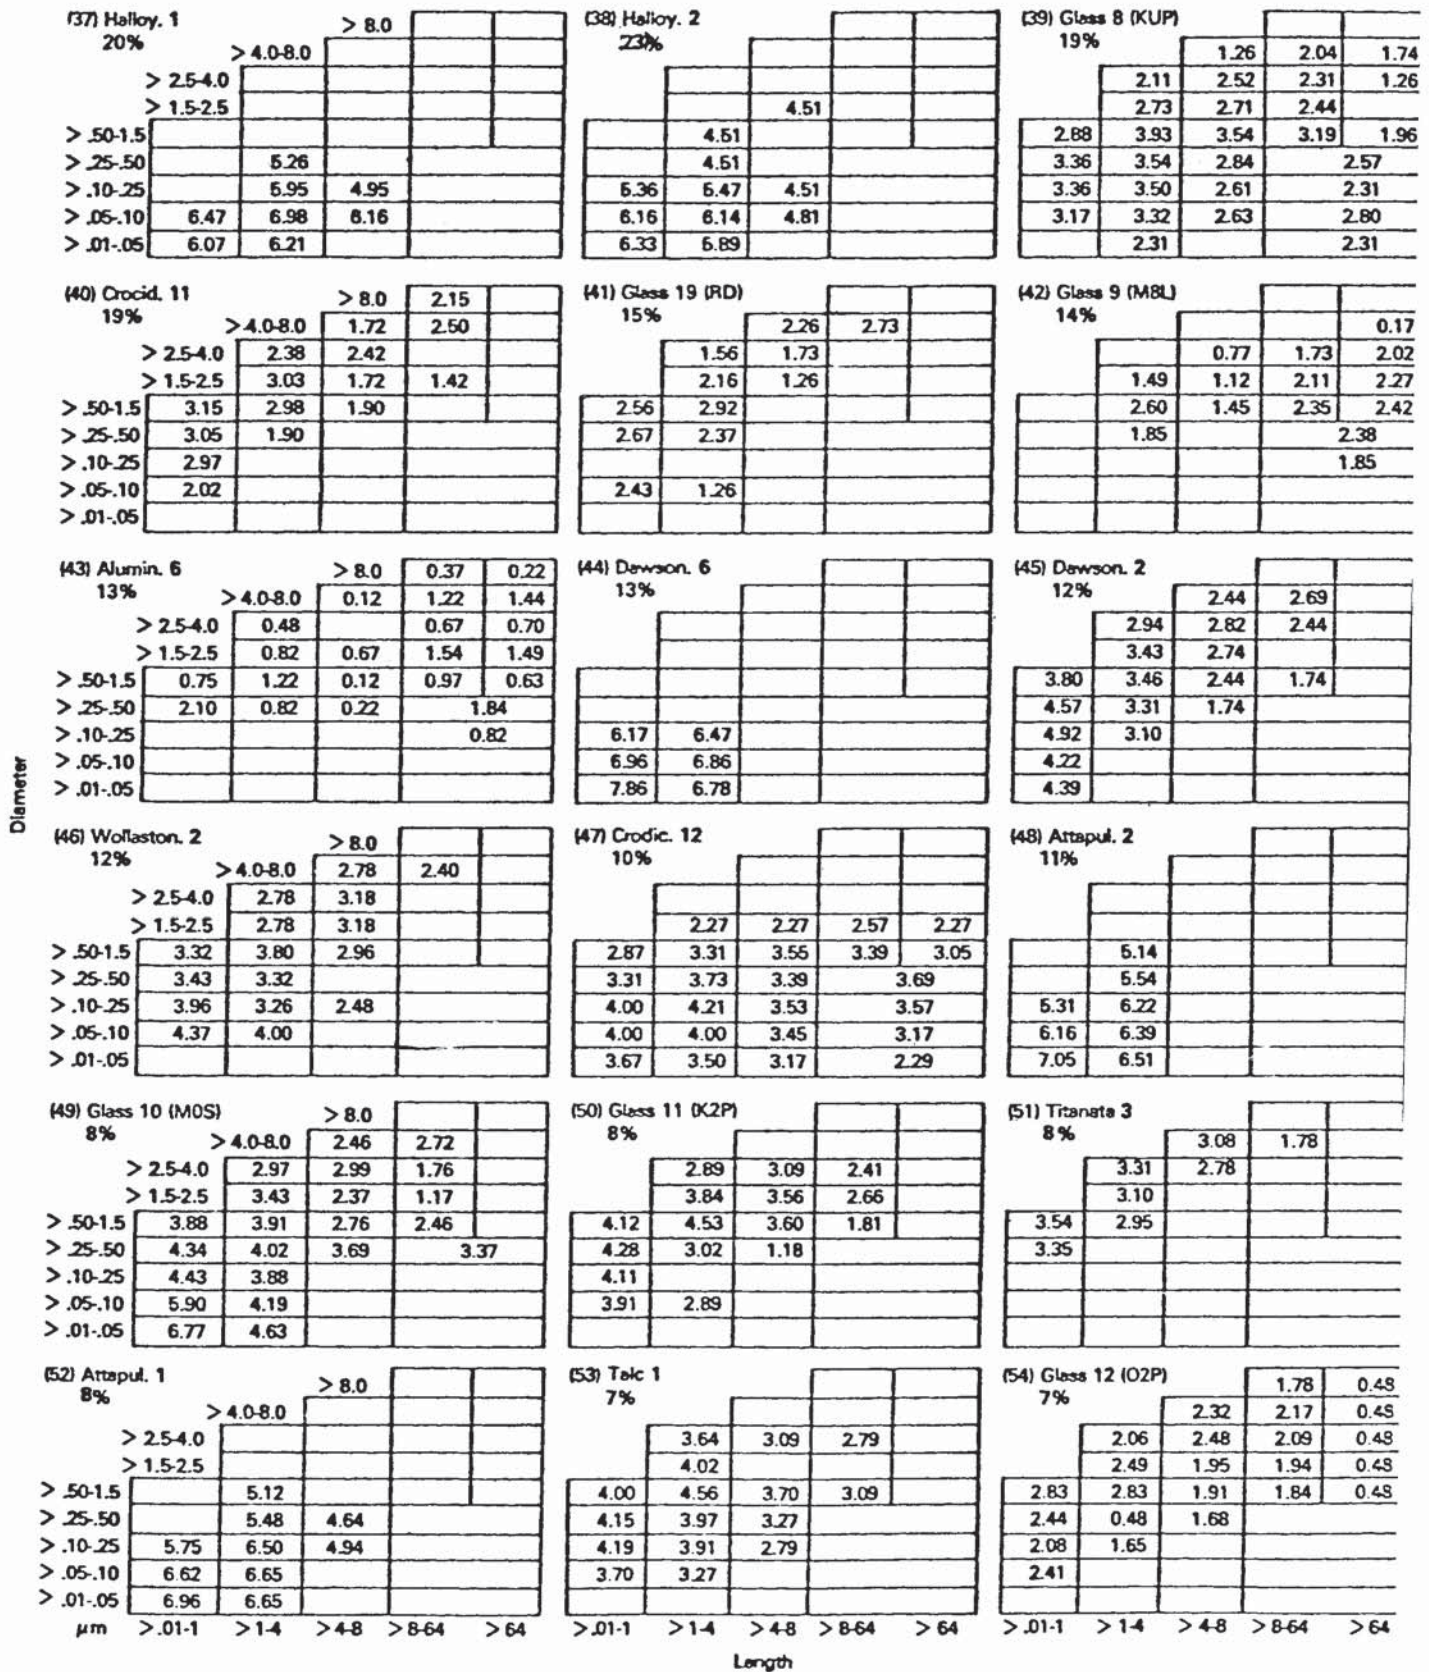 (37) Halloy. 1
20%
> 8.0
> 4.0-8.0
> 2.5-4.0
> 1.5-2.5
> .50-1.5
> .25-.50 5.26
> .10-.25 5.95 4.95
> .05-.10 6.47 6.98 6.16
> .01-.05 6.07 6.21
(38) Halloy. 2
23%
4.51
4.51
4.51
5.36 5.47 4.51
6.16 6.14 4.81
6.33 5.89
(39) Glass 8 (KUP)
19%
1.26 2.04 1.74
2.11 2.52 2.31 1.26
2.73 2.71 2.44
2.88 3.93 3.54 3.19 1.96
3.36 3.54 2.84 2.57
3.36 3.50 2.61 2.31
3.17 3.32 2.63 2.80
2.31 2.31
(40) Crocid. 11
19%
> 8.0 2.15
> 4.0-8.0 1.72 2.50
> 2.5-4.0 2.38 2.42
> 1.5-2.5 3.03 1.72 1.42
> .50-1.5 3.15 2.98 1.90
> .25-.50 3.05 1.90
> .10-.25 2.97
> .05-.10 2.02
> .01-.05
(41) Glass 19 (RD)
15%
2.26 2.73
1.56 1.73
2.16 1.26
2.56 2.92
2.67 2.37
2.43 1.26
(42) Glass 9 (M8L)
14%
0.17
0.77 1.73 2.02
1.49 1.12 2.11 2.27
2.60 1.45 2.35 2.42
1.85 2.38
1.85
(43) Alumin. 6
13%
> 8.0 0.37 0.22
> 4.0-8.0 0.12 1.22 1.44
> 2.5-4.0 0.48 0.67 0.70
> 1.5-2.5 0.82 0.67 1.54 1.49
> .50-1.5 0.75 1.22 0.12 0.97 0.63
> .25-.50 2.10 0.82 0.22 1.84
> .10-.25 0.82
> .05-.10
> .01-.05
(44) Dawson. 6
13%
6.17 6.47
6.96 6.86
7.86 6.78
(45) Dawson. 2
12%
2.44 2.69
2.94 2.82 2.44
3.43 2.74
3.80 3.46 2.44 1.74
4.57 3.31 1.74
4.92 3.10
4.22
4.39
Diameter
(46) Wollaston. 2
12%
> 8.0
> 4.0-8.0 2.78 2.40
> 2.5-4.0 2.78 3.18
> 1.5-2.5 2.78 3.18
> .50-1.5 3.32 3.80 2.96
> .25-.50 3.43 3.32
> .10-.25 3.96 3.26 2.48
> .05-.10 4.37 4.00
> .01-.05
(47) Crodic. 12
10%
2.27 2.27 2.57 2.27
2.87 3.31 3.55 3.39 3.05
3.31 3.73 3.39 3.69
4.00 4.21 3.53 3.57
4.00 4.00 3.45 3.17
3.67 3.50 3.17 2.29
(48) Attapul. 2
11%
5.14
5.54
5.31 6.22
6.16 6.39
7.05 6.51
(49) Glass 10 (M0S)
8%
> 8.0
> 4.0-8.0 2.46 2.72
> 2.5-4.0 2.97 2.99 1.76
> 1.5-2.5 3.43 2.37 1.17
> .50-1.5 3.88 3.91 2.76 2.46
> .25-.50 4.34 4.02 3.69 3.37
> .10-.25 4.43 3.88
> .05-.10 5.90 4.19
> .01-.05 6.77 4.63
(50) Glass 11 (K2P)
8%
2.89 3.09 2.41
3.84 3.56 2.66
4.12 4.53 3.60 1.81
4.28 3.02 1.18
4.11
3.91 2.89
(51) Titanata 3
8%
3.08 1.78
3.31 2.78
3.10
3.54 2.95
3.35
(52) Attapul. 1
8%
> 8.0
> 4.0-8.0
> 2.5-4.0
> 1.5-2.5
> .50-1.5 5.12
> .25-.50 5.48 4.64
> .10-.25 5.75 6.50 4.94
> .05-.10 6.62 6.65
> .01-.05 6.96 6.65
(53) Talc 1
7%
3.64 3.09 2.79
4.02
4.00 4.56 3.70 3.09
4.15 3.97 3.27
4.19 3.91 2.79
3.70 3.27
(54) Glass 12 (O2P)
7%
1.78 0.48
2.32 2.17 0.48
2.06 2.48 2.09 0.48
2.49 1.95 1.94 0.48
2.83 2.83 1.91 1.84 0.48
2.44 0.48 1.68
2.08 1.65
2.41
μm >.01-1 >1-4 >4-8 >8-64 >64
>.01-1 >1-4 >4-8 >8-64 >64
>.01-1 >1-4 >4-8 >8-64 >64
Length